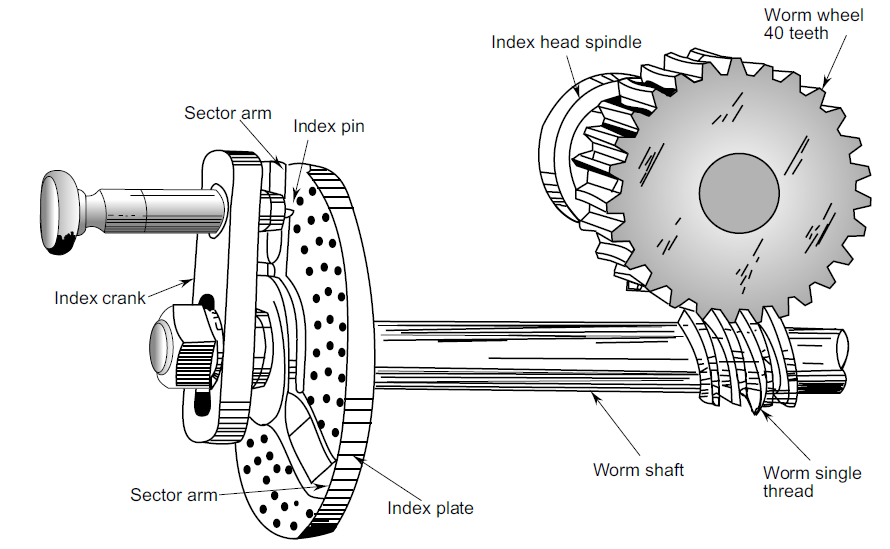 Worm wheel
40 teeth
Index head spindle
Sector arm
Index pin
Index crank
Worm shaft
Worm single
thread
Sector arm
Index plate